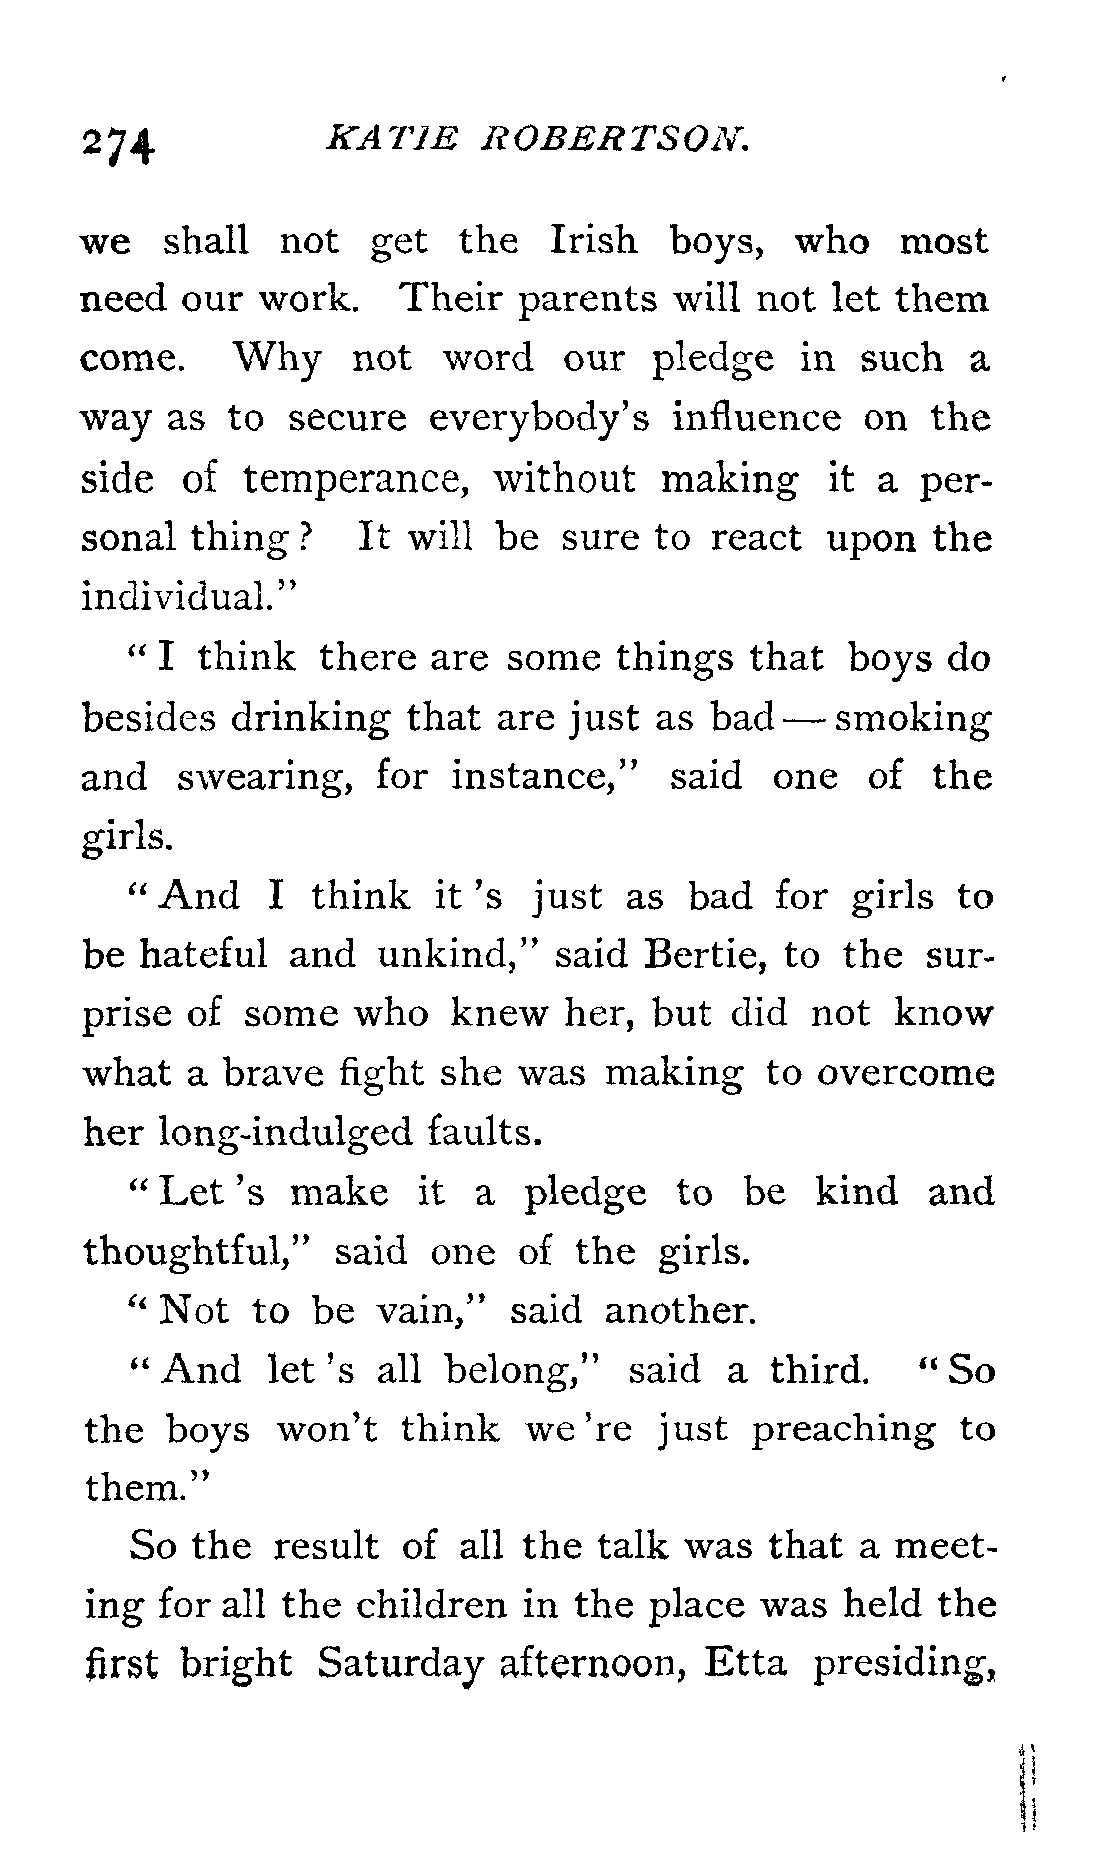 274 KATIE ROBERTSON.
we shall not get the Irish boys, who most
need our work. Their parents will not let them
come. Why not word our pledge in such a
way as to secure everybody's influence on the
side of temperance, without making it a per-
sonal thing? It will be sure to react upon the
individual."
"I think there are some things that boys do
besides drinking that are just as bad — smoking
and swearing, for instance," said one of the
girls.
"And I think it 's just as bad for girls to
be hateful and unkind," said Bertie, to the sur-
prise of some who knew her, but did not know
what a brave fight she was making to overcome
her long-indulged faults.
"Let 's make it a pledge to be kind and
thoughtful," said one of the girls.
"Not to be vain," said another.
"And let 's all belong," said a third. "So
the boys won't think we 're just preaching to
them."
So the result of all the talk was that a meet-
ing for all the children in the place was held the
first bright Saturday afternoon, Etta presiding,